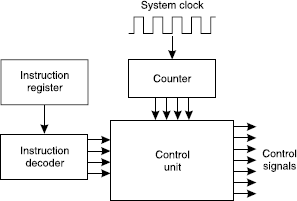 System clock
Instruction
register
Counter
Instruction
decoder
Control
unit
Control
signals